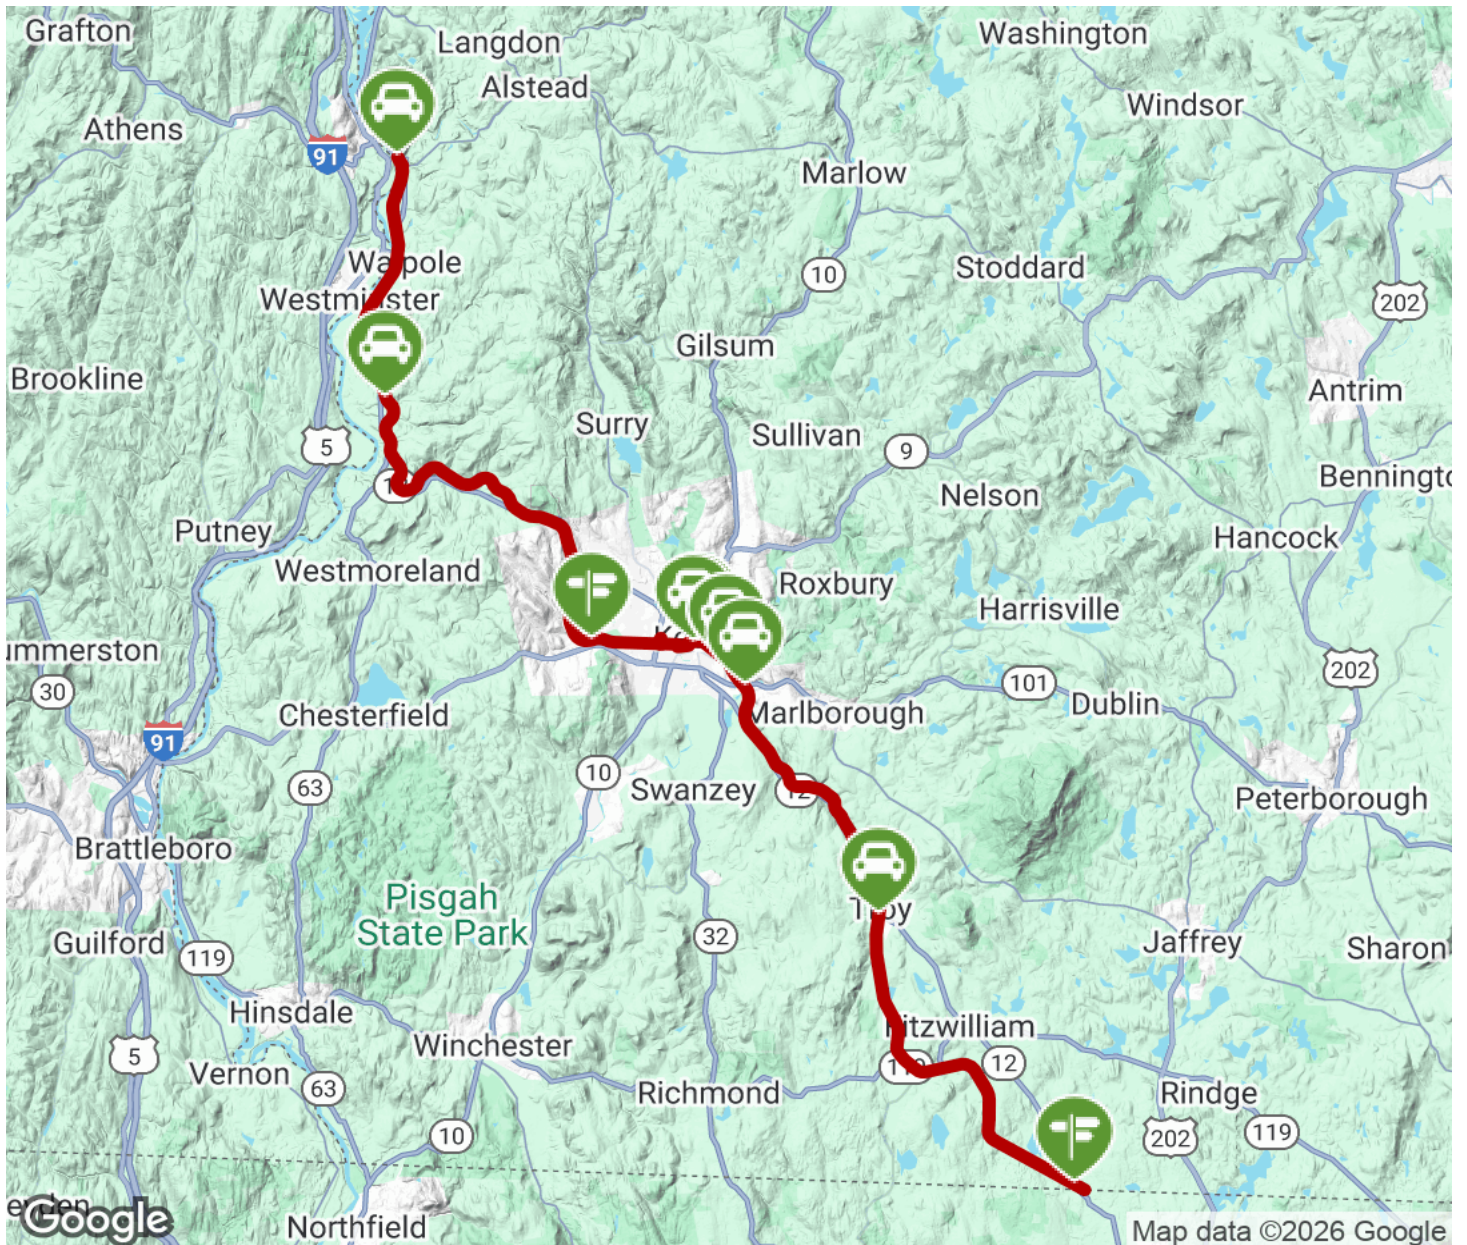 Grafton
Langdon
Washington
Alstead
Windsor
Athens
91
Marlow
Walpole
Stoddard
10
Westminster
202
Gilsum
Brookline
Antrim
Surry
Sullivan
5
9
Nelson
Putney
Hancock
Westmoreland
Roxbury
Harrisville
ummerston
202
30
101
Dublin
Chesterfield
Marlborough
91
10
63
Swanzey
12
Peterborough
Brattleboro
Pisgah
State Park
Troy
Guilford
32
Jaffrey
Sharon
119
Hinsdale
Fitzwilliam
Winchester
5
12
Vernon
63
Richmond
Rindge
10
202
119
Google
Northfield
Map data ©2026 Google